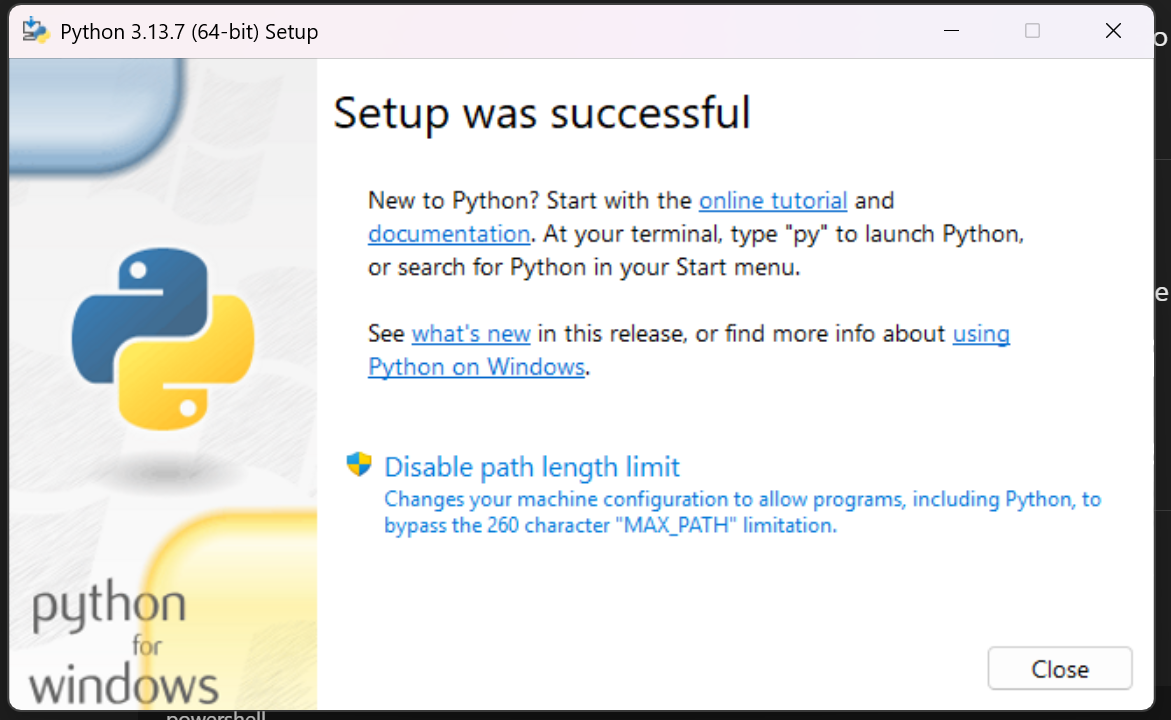 Python 3.13.7 (64-bit) Setup
Setup was successful
New to Python? Start with the online tutorial and
documentation. At your terminal, type "py" to launch Python,
or search for Python in your Start menu.
See what's new in this release, or find more info about using
Python on Windows.
Disable path length limit
Changes your machine configuration to allow programs, including Python, to
bypass the 260 character "MAX_PATH" limitation.
python
for
windows
Close
powershell